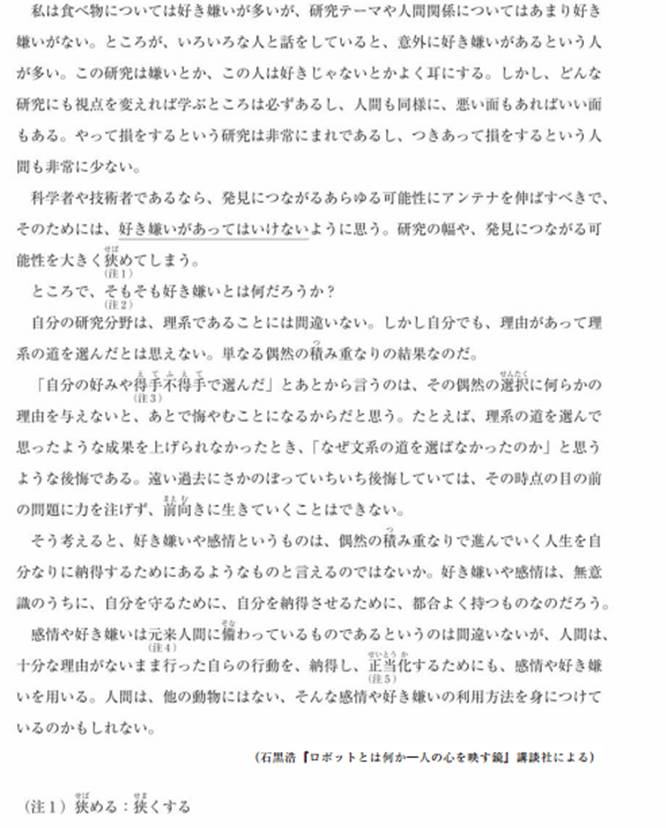 私は食べ物については好き嫌いが多いが、研究テーマや人間関係についてはあまり好き
嫌いがない。ところが、いろいろな人と話をしていると、意外に好き嫌いがあるという人
が多い。この研究は嫌いとか、この人は好きじゃないとかよく耳にする。しかし、どんな
研究にも視点を変えれば学ぶところは必ずあるし、人間も同様に、悪い面もあればいい面
もある。やって損をするという研究は非常にまれであるし、つきあって損をするという人
間も非常に少ない。
科学者や技術者であるなら、発見につながるあらゆる可能性にアンテナを伸ばすべきで、
そのためには、好き嫌いがあってはいけないように思う。研究の幅や、発見につながる可
せば
能性を大きく狭めてしまう。
(注1)
ところで、そもそも好き嫌いとは何だろうか?
(注2)
自分の研究分野は、理系であることには間違いない。しかし自分でも、理由があって理
つ
系の道を選んだとは思えない。単なる偶然の積み重なりの結果なのだ。
えてふえて せんたく
「自分の好みや得手不得手で選んだ」とあとから言うのは、その偶然の選択に何らかの
(注3)
理由を与えないと、あとで悔やむことになるからだと思う。たとえば、理系の道を選んで
思ったような成果を上げられなかったとき、「なぜ文系の道を選ばなかったのか」と思う
ような後悔である。遠い過去にさかのぼっていちいち後悔していては、その時点の目の前
まえむ
の問題に力を注げず、前向きに生きていくことはできない。
つ
そう考えると、好き嫌いや感情というものは、偶然の積み重なりで進んでいく人生を自
分なりに納得するためにあるようなものと言えるのではないか。好き嫌いや感情は、無意
識のうちに、自分を守るために、自分を納得させるために、都合よく持つものなのだろう。
そな
感情や好き嫌いは元来人間に備わっているものであるというのは間違いないが、人間は、
(注4)
せいとうか
十分な理由がないまま行った自らの行動を、納得し、正当化するためにも、感情や好き嫌
(注5)
いを用いる。人間は、他の動物にはない、そんな感情や好き嫌いの利用方法を身につけて
いるのかもしれない。
(石黒浩『ロボットとは何か―人の心を映す鏡』講談社による)
せば せま
(注1)狭める:狭くする